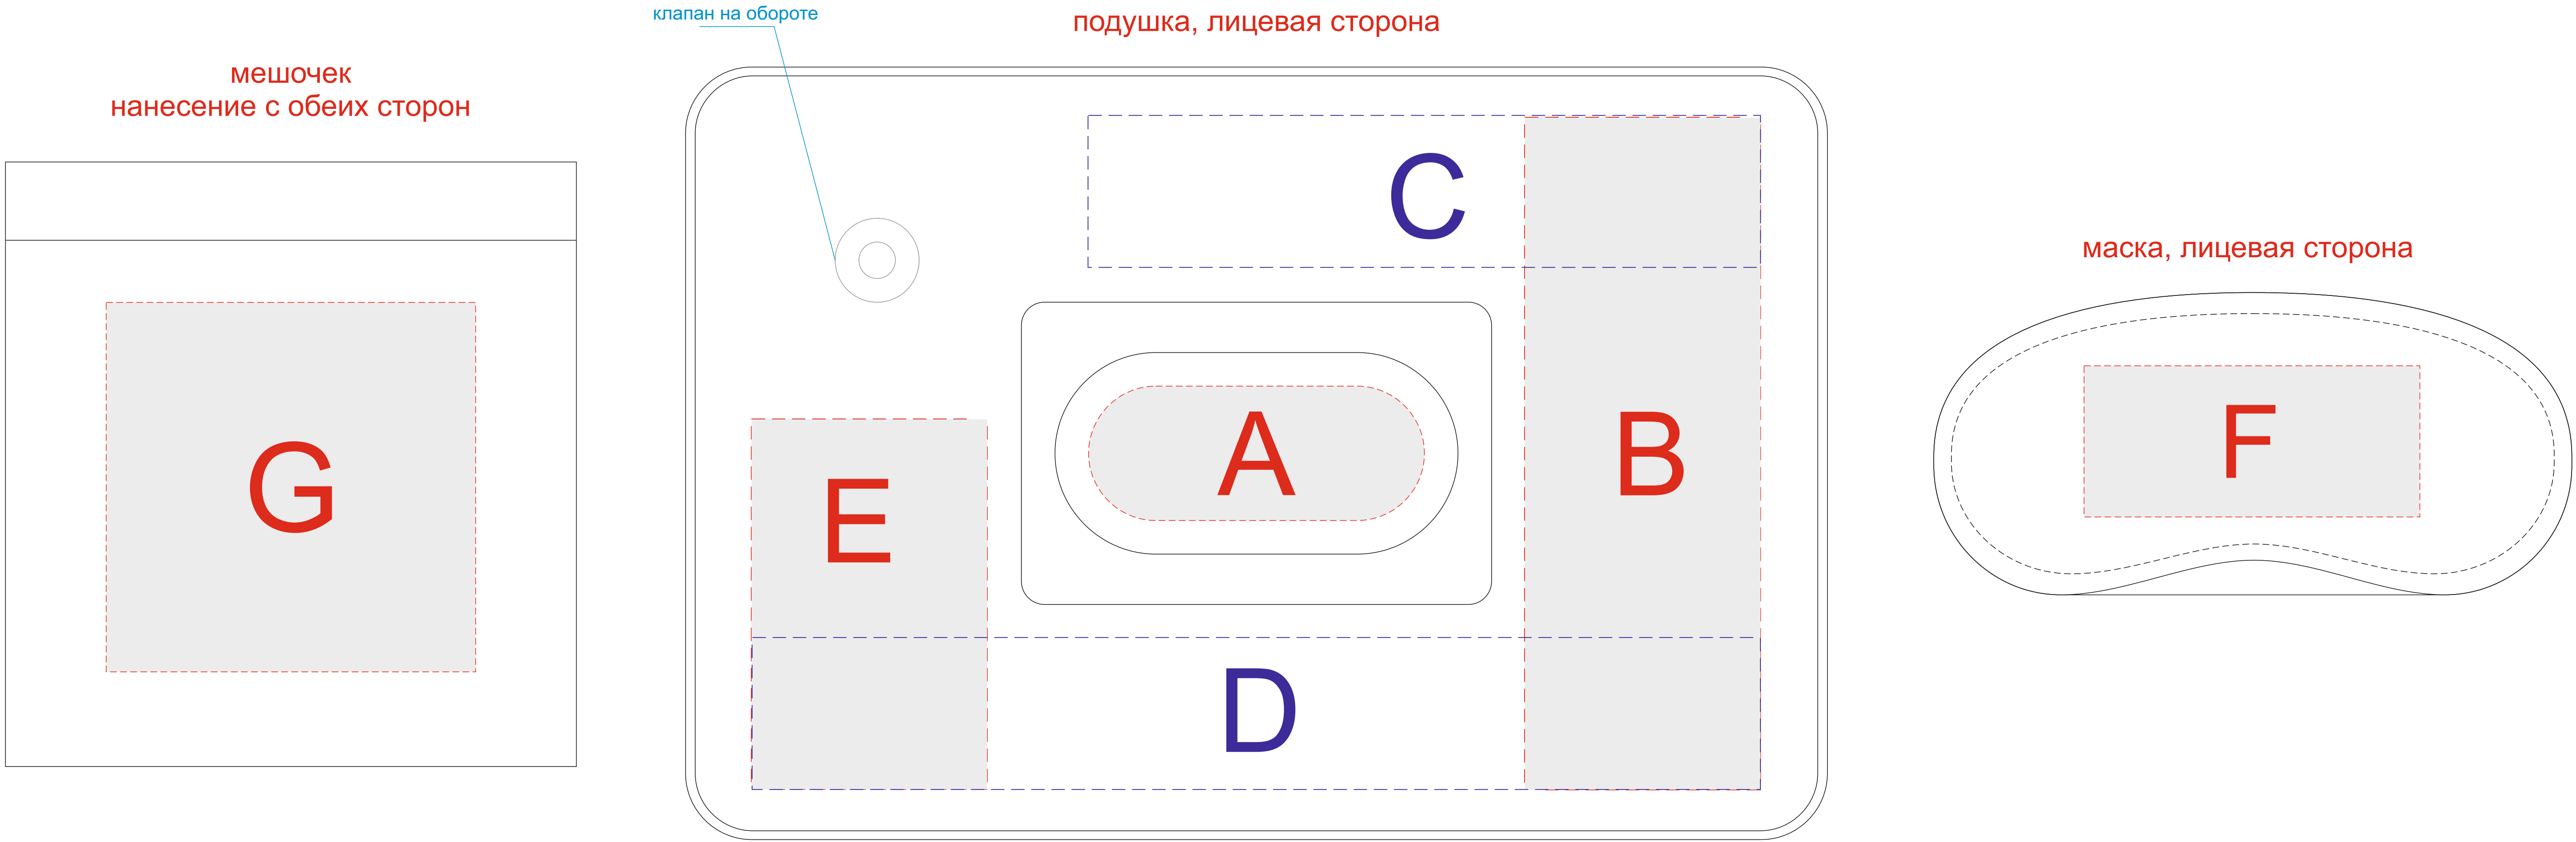 клапан на обороте
подушка, лицевая сторона
мешочек
нанесение с обеих сторон
маска, лицевая сторона
C
G
E
A
B
F
D